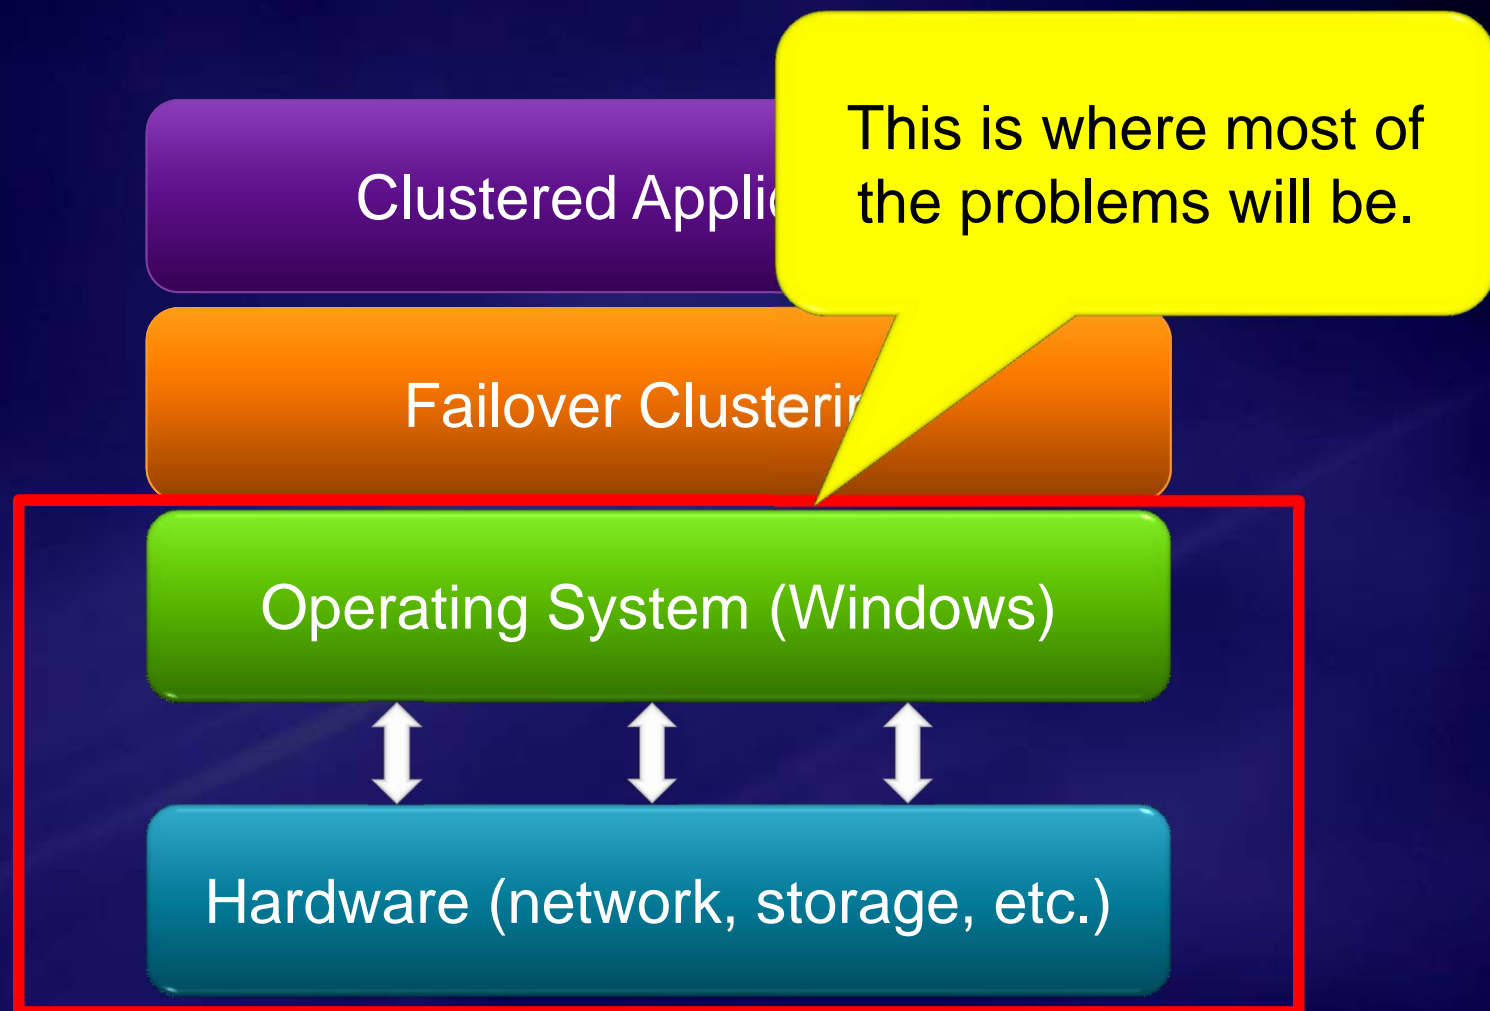 This is where most of
the problems will be.
Clustered Applic
Failover Clusterin
Operating System (Windows)
Hardware (network, storage, etc.)